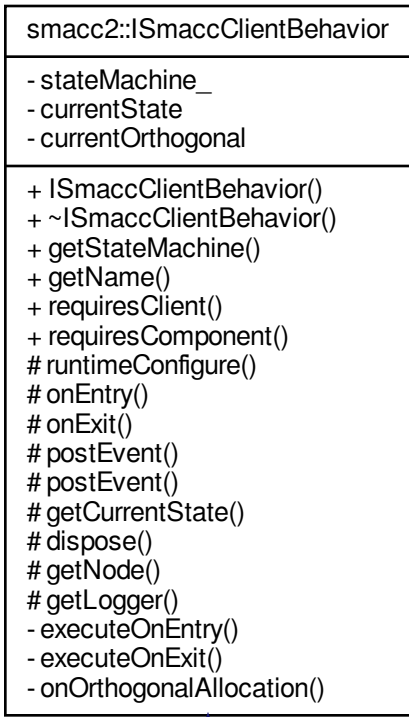 smacc2::ISmaccClientBehavior
- stateMachine_
- currentState
- currentOrthogonal
+ ISmaccClientBehavior()
+ ~ISmaccClientBehavior()
+ getStateMachine()
+ getName()
+ requiresClient()
+ requiresComponent()
# runtimeConfigure()
# onEntry()
# onExit()
# postEvent()
# postEvent()
# getCurrentState()
# dispose()
# getNode()
# getLogger()
- executeOnEntry()
- executeOnExit()
- onOrthogonalAllocation()